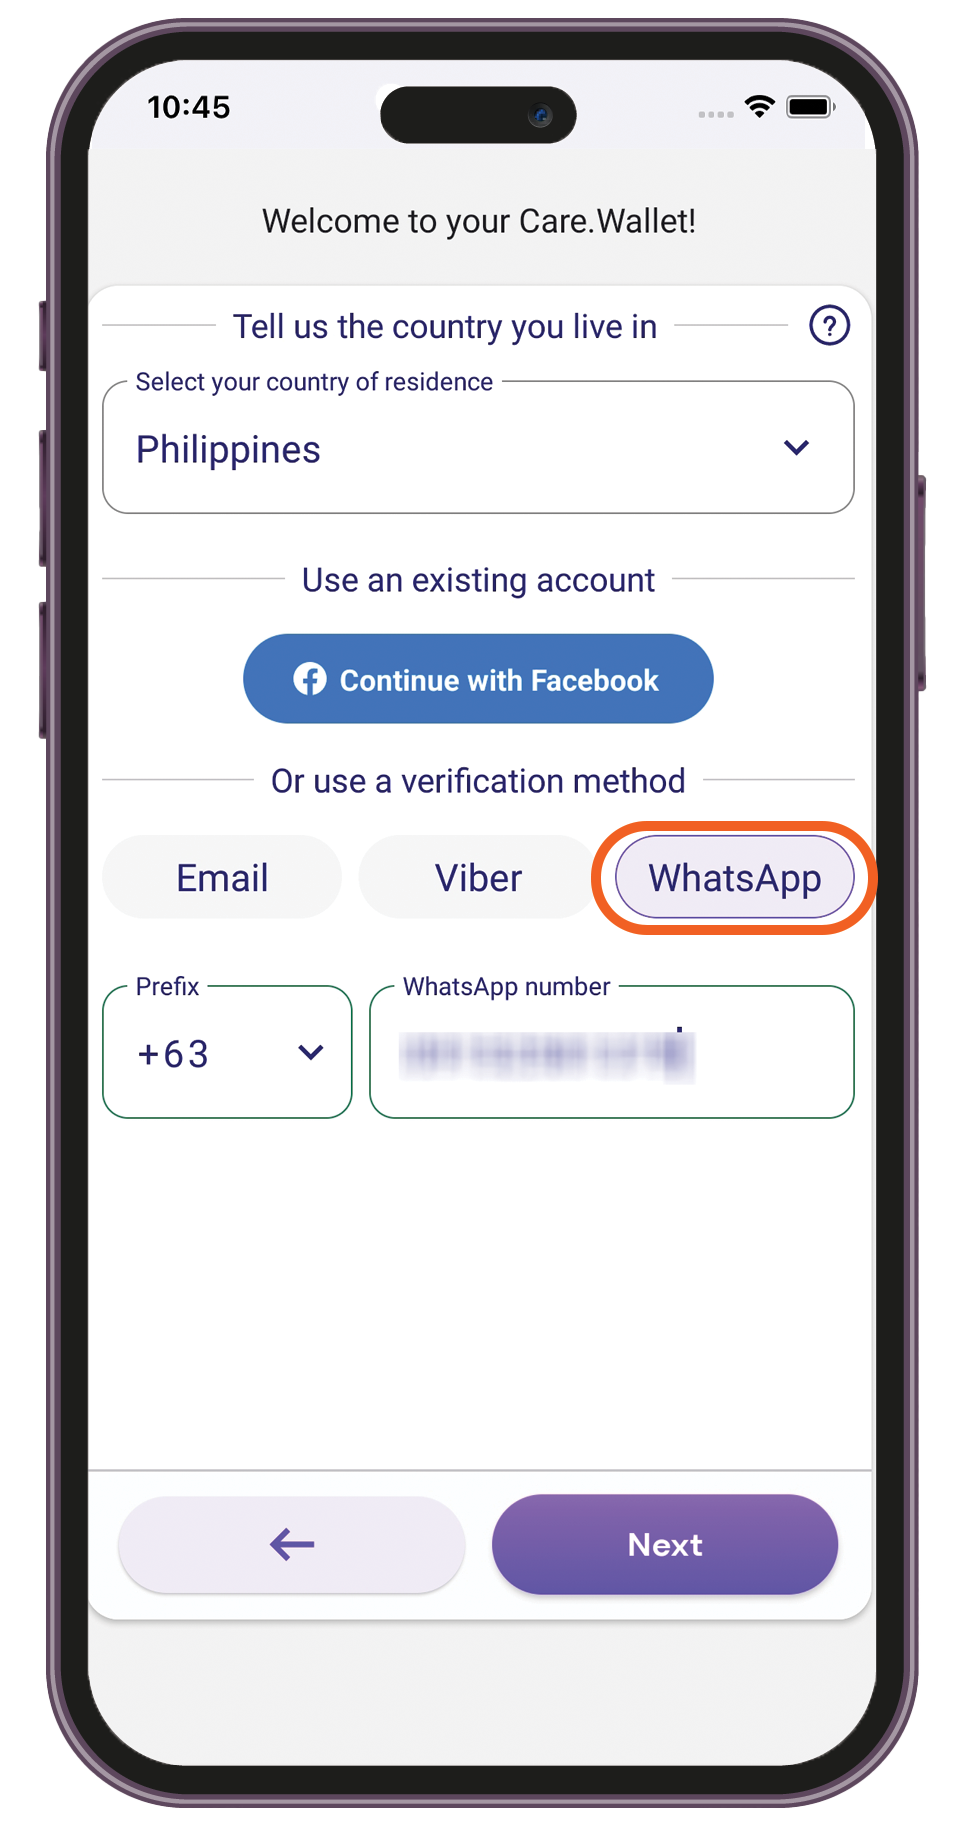 10:45
Welcome to your Care.Wallet!
Tell us the country you live in
?
Select your country of residence
Philippines
Use an existing account
Continue with Facebook
Or use a verification method
Email
Viber
WhatsApp
Prefix
WhatsApp number
+63
Next